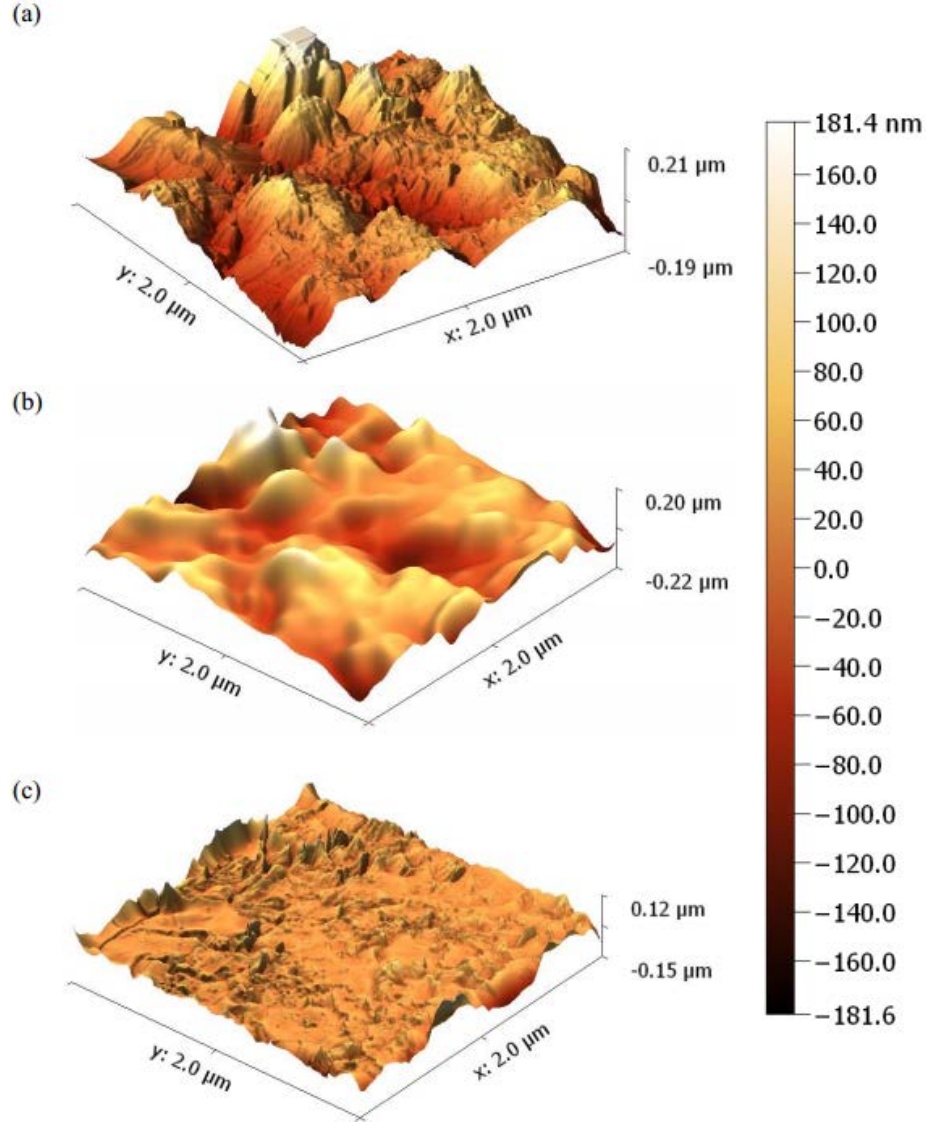 (a)
0.21 µm
-0.19 µm
y: 2.0 µm
x: 2.0 µm
(b)
0.20 µm
-0.22 µm
y: 2.0 µm
x: 2.0 µm
(c)
0.12 µm
-0.15 µm
y: 2.0 µm
x: 2.0 µm
181.4 nm
160.0
140.0
120.0
100.0
80.0
60.0
40.0
20.0
0.0
−20.0
−40.0
−60.0
−80.0
−100.0
−120.0
−140.0
−160.0
−181.6